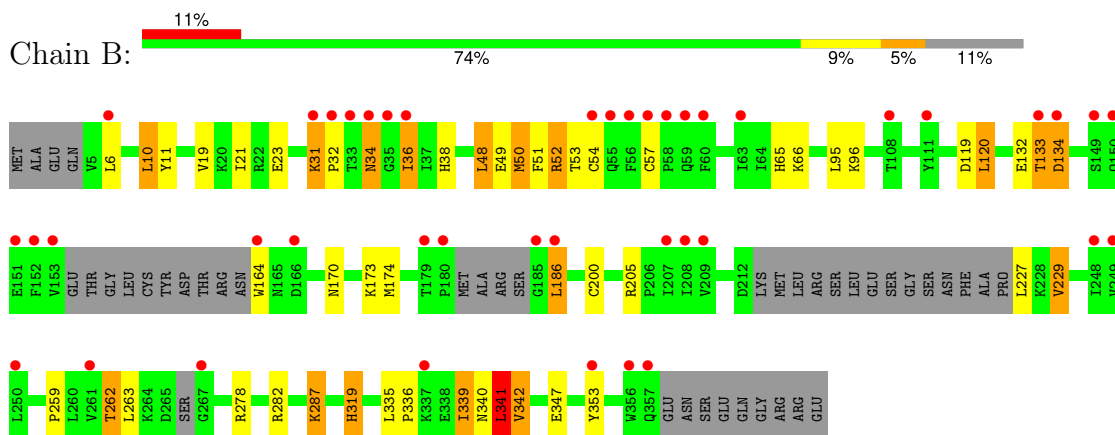 11%
Chain B:
74% 9% 5% 11%
MET ALA GLU GLN V5 L6 L10 Y11 V19 K20 I21 R22 E23 K31 P32 T33 N34 G35 I36 I37 H38 L48 E49 M50 F51 R52 T53 C54 Q55 F56 C57 P58 Q59 F60 I63 I64 H65 K66 L95 K96 T108 Y111 D119 L120 E132 T133 D134 S149
E151 F152 V153 GLU THR GLY LEU CYS TYR ASP THR ARG ASN W164 N165 D166 N170 K173 M174 T179 P180 MET ALA ARG SER G185 L186 C200 R205 P206 I207 I208 V209 D212 LYS MET LEU ARG SER LEU GLU SER GLY SER ASN PHE ALA PRO L227 K228 V229 I248
L250 P259 L260 V261 T262 L263 K264 D265 SER G267 R278 R282 K287 H319 L335 P336 K337 E338 I339 N340 L341 V342 E347 Y353 W356 Q357 GLU ASN SER GLU GLN GLY ARG ARG GLU